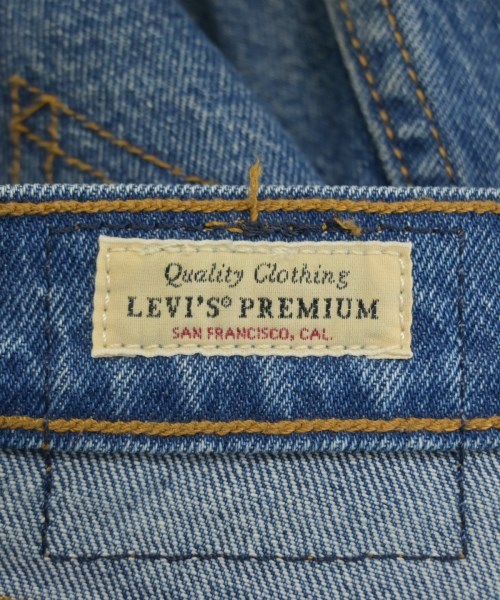 Quality Clothing
LEVI'S® PREMIUM
SAN FRANCISCO, CAL.